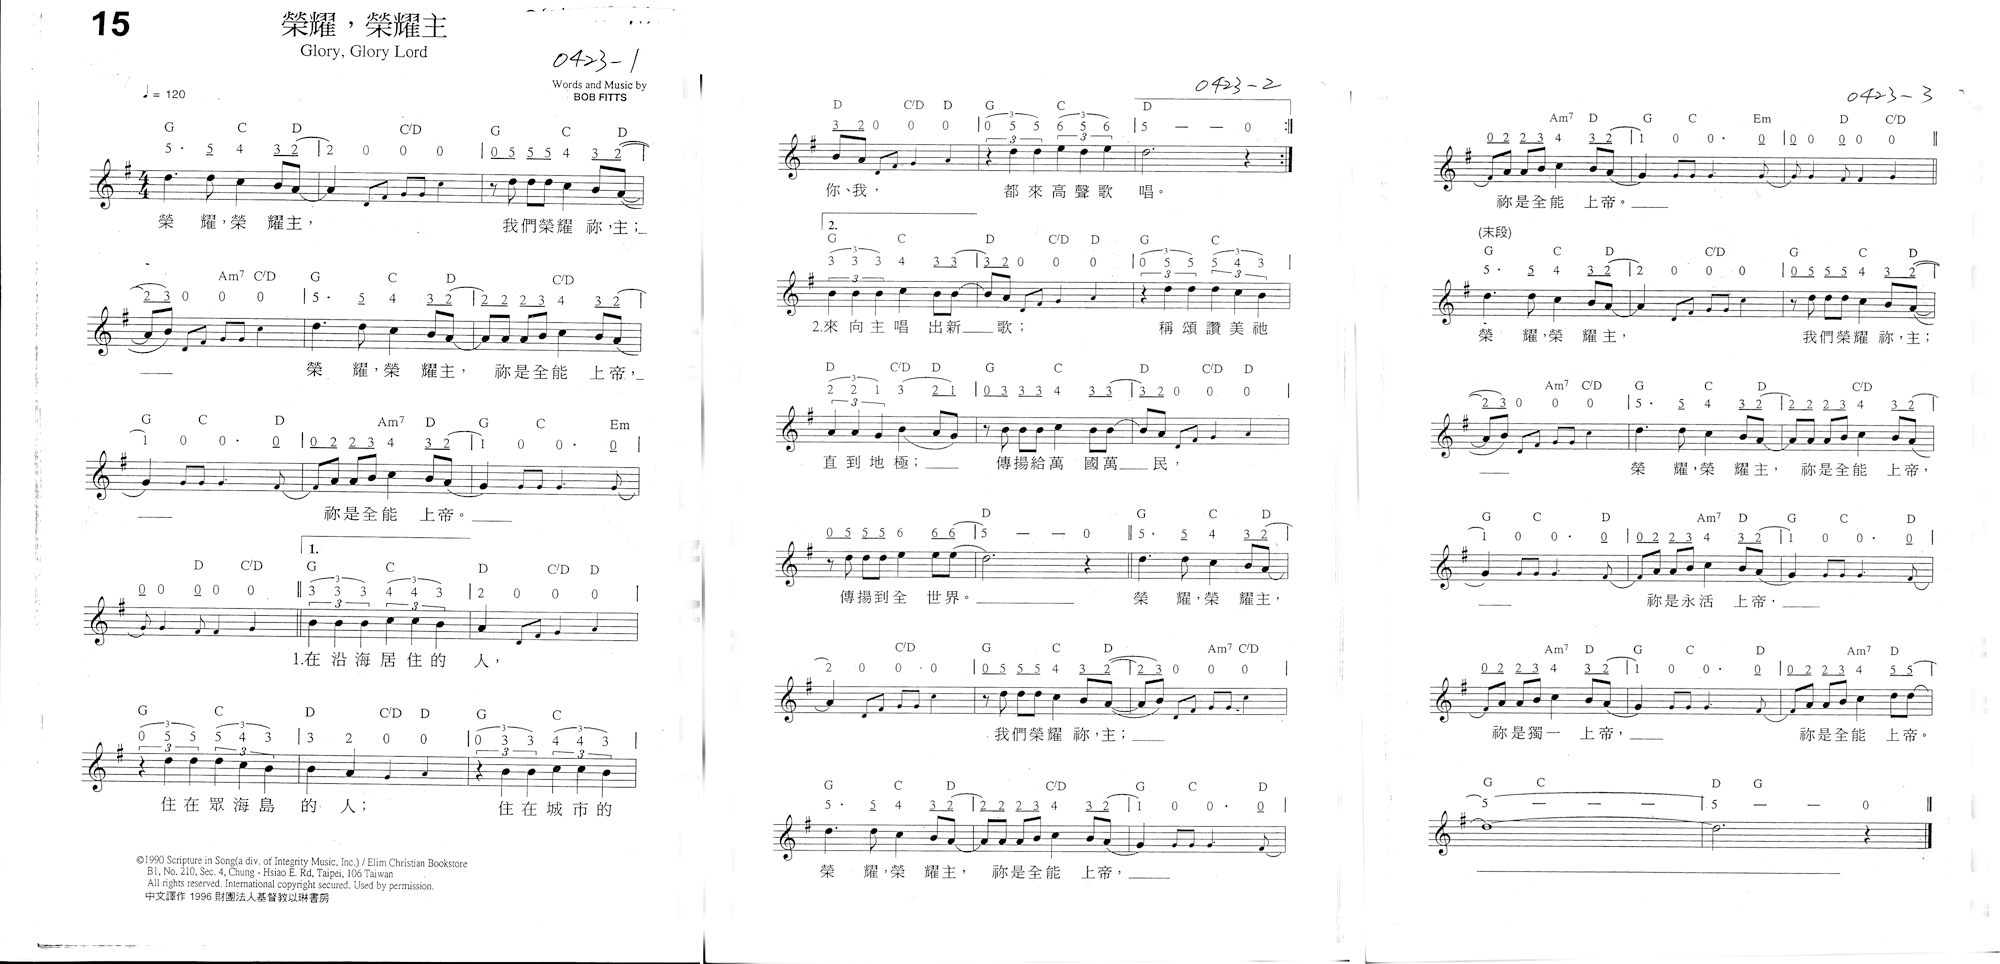 15
榮耀，榮耀主
Glory, Glory Lord
0423-1
♩= 120
Words and Music by
BOB FITTS
G C D C/D G C D
5· 5 4 3 2 | 2 0 0 0 | 0 5 5 5 4 3 2 |
榮 耀，榮 耀主， 我們榮耀 祢，主；
Am7 C/D G C D C/D
2 3 0 0 0 | 5· 5 4 3 2 | 2 2 2 3 4 3 2 |
榮 耀，榮 耀主， 祢是全能 上帝，
G C D Am7 D G C Em
1 0 0· 0 | 0 2 2 3 4 3 2 | 1 0 0· 0 |
祢是全能 上帝。
1.
D C/D G C D C/D D
0 0 0 0 0 ‖ 3 3 3 4 4 3 | 2 0 0 0 |
1.在 沿 海 居 住 的 人，
G C D C/D D G C
0 5 5 5 4 3 | 3 2 0 0 | 0 3 3 4 4 3 |
住 在 眾 海 島 的 人； 住 在 城 市 的
©1990 Scripture in Song(a div. of Integrity Music, Inc.) / Elim Christian Bookstore
B1, No. 210, Sec. 4, Chung - Hsiao E. Rd, Taipei, 106 Taiwan
All rights reserved. International copyright secured. Used by permission.
中文譯作 1996 財團法人基督教以琳書房
0423-2
D C/D D G C D
3 2 0 0 0 | 0 5 5 6 5 6 | 5 — — 0 :‖
你、我， 都 來 高 聲 歌 唱。
2.
G C D C/D D G C
3 3 3 4 3 3 | 3 2 0 0 0 | 0 5 5 5 4 3 |
2.來 向 主 唱 出 新 歌； 稱 頌 讚 美 祂
D C/D D G C D C/D D
2 2 1 3 2 1 | 0 3 3 3 4 3 3 | 3 2 0 0 0 |
直 到 地 極； 傳揚給萬 國萬 民，
D G C D
0 5 5 5 6 6 6 | 5 — — 0 ‖ 5· 5 4 3 2 |
傳揚到全 世界。 榮 耀，榮 耀主，
C/D G C D Am7 C/D
2 0 0 ·0 | 0 5 5 5 4 3 2 | 2 3 0 0 0 |
我們榮耀 祢，主；
G C D C/D G C D
5· 5 4 3 2 | 2 2 2 3 4 3 2 | 1 0 0· 0 |
榮 耀，榮 耀主， 祢是全能 上帝，
0423-3
Am7 D G C Em D C/D
0 2 2 3 4 3 2 | 1 0 0· 0 | 0 0 0 0 0 ‖
祢是全能 上帝。
(末段)
G C D C/D G C D
5· 5 4 3 2 | 2 0 0 0 | 0 5 5 5 4 3 2 |
榮 耀，榮 耀主， 我們榮耀 祢，主；
Am7 C/D G C D C/D
2 3 0 0 0 | 5· 5 4 3 2 | 2 2 2 3 4 3 2 |
榮 耀，榮 耀主， 祢是全能 上帝，
G C D Am7 D G C D
1 0 0· 0 | 0 2 2 3 4 3 2 | 1 0 0· 0 |
祢是永活 上帝，
Am7 D G C D Am7 D
0 2 2 3 4 3 2 | 1 0 0· 0 | 0 2 2 3 4 5 5 |
祢是獨一 上帝， 祢是全能 上帝。
G C D G
5 — — — | 5 — — 0 ‖